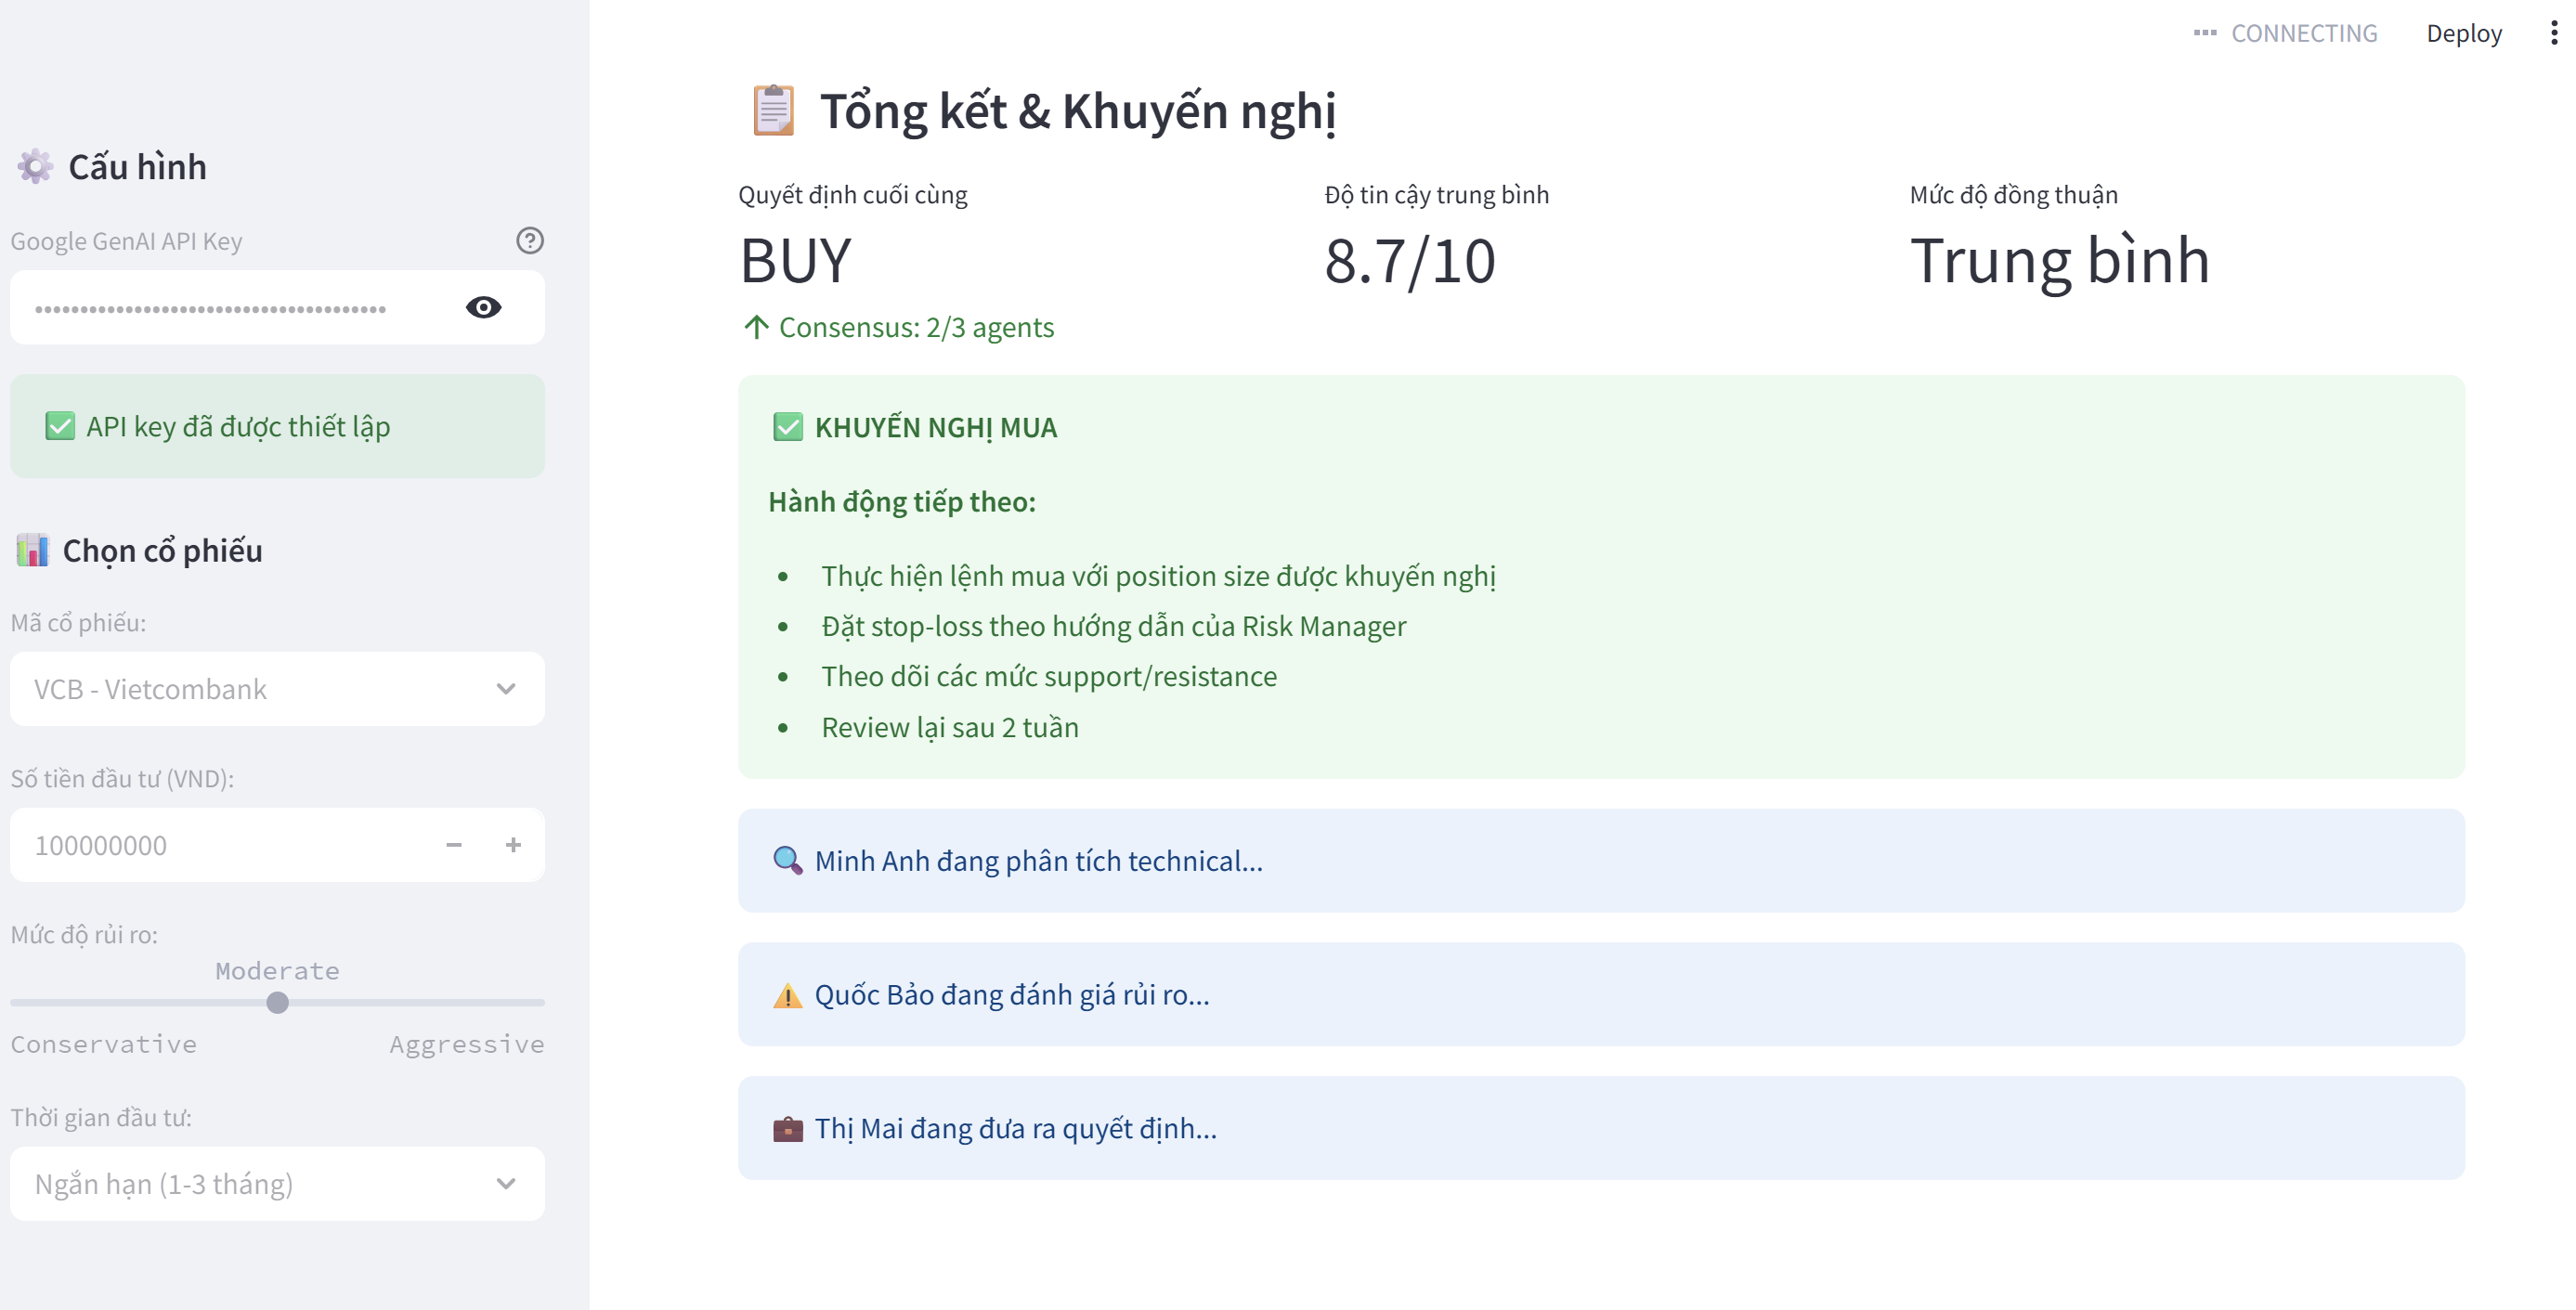 CONNECTING
Deploy
Cấu hình
Google GenAI API Key
API key đã được thiết lập
Chọn cổ phiếu
Mã cổ phiếu:
VCB - Vietcombank
Số tiền đầu tư (VND):
100000000
Mức độ rủi ro:
Moderate
Conservative
Aggressive
Thời gian đầu tư:
Ngắn hạn (1-3 tháng)
Tổng kết & Khuyến nghị
Quyết định cuối cùng
BUY
Consensus: 2/3 agents
Độ tin cậy trung bình
8.7/10
Mức độ đồng thuận
Trung bình
KHUYẾN NGHỊ MUA
Hành động tiếp theo:
Thực hiện lệnh mua với position size được khuyến nghị
Đặt stop-loss theo hướng dẫn của Risk Manager
Theo dõi các mức support/resistance
Review lại sau 2 tuần
Minh Anh đang phân tích technical...
Quốc Bảo đang đánh giá rủi ro...
Thị Mai đang đưa ra quyết định...